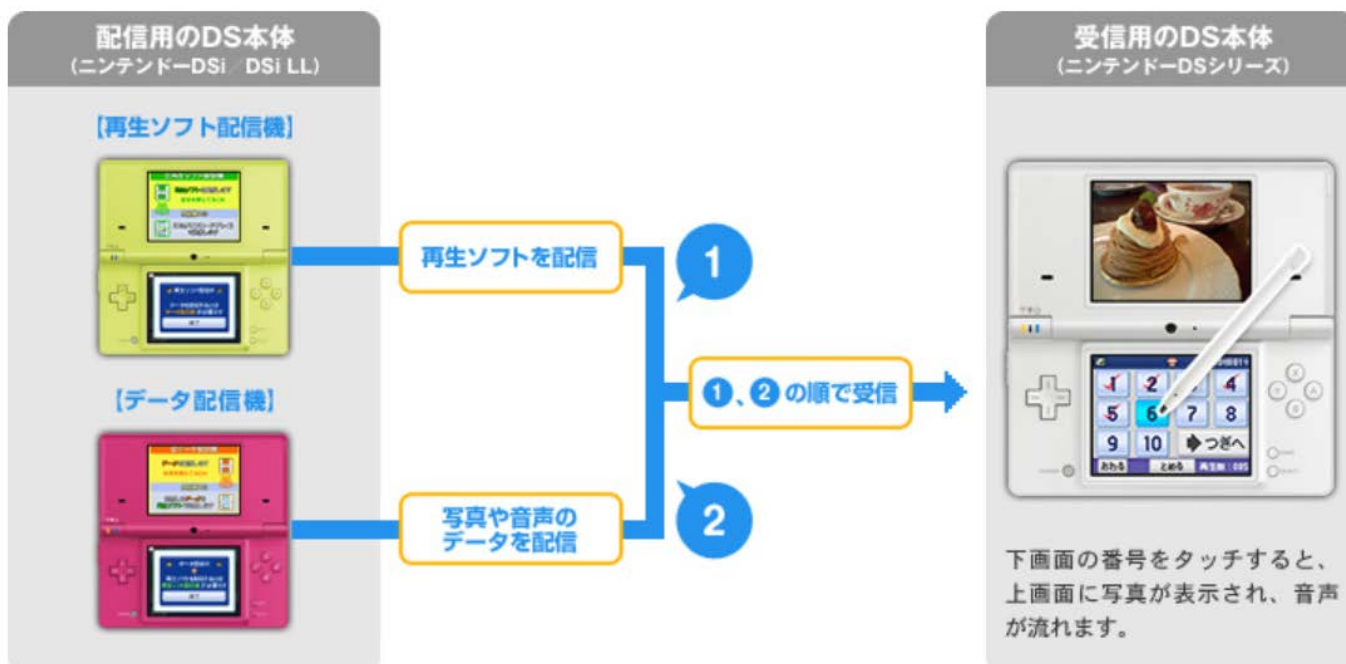 配信用のDS本体
(ニンテンドーDSi／DSi LL)
【再生ソフト配信機】
【データ配信機】
再生ソフトを配信
1
写真や音声の
データを配信
2
❶、❷の順で受信
受信用のDS本体
(ニンテンドーDSシリーズ)
1 2 4
5 6 7 8
9 10 つぎへ
おわる とめる
下画面の番号をタッチすると、
上画面に写真が表示され、音声
が流れます。